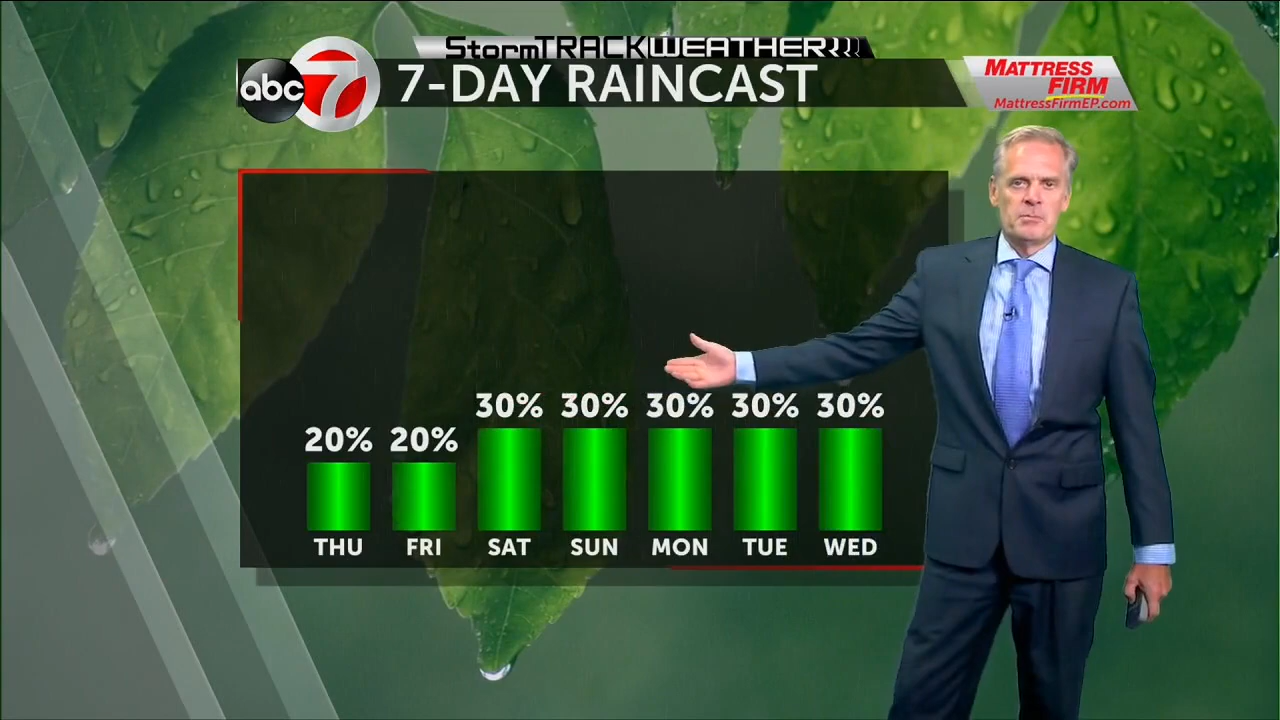 StormTRACKWEATHER
abc 7
7-DAY RAINCAST
MATTRESS
FIRM
MattressFirmEP.com
30% 30% 30% 30% 30%
20% 20%
THU FRI SAT SUN MON TUE WED